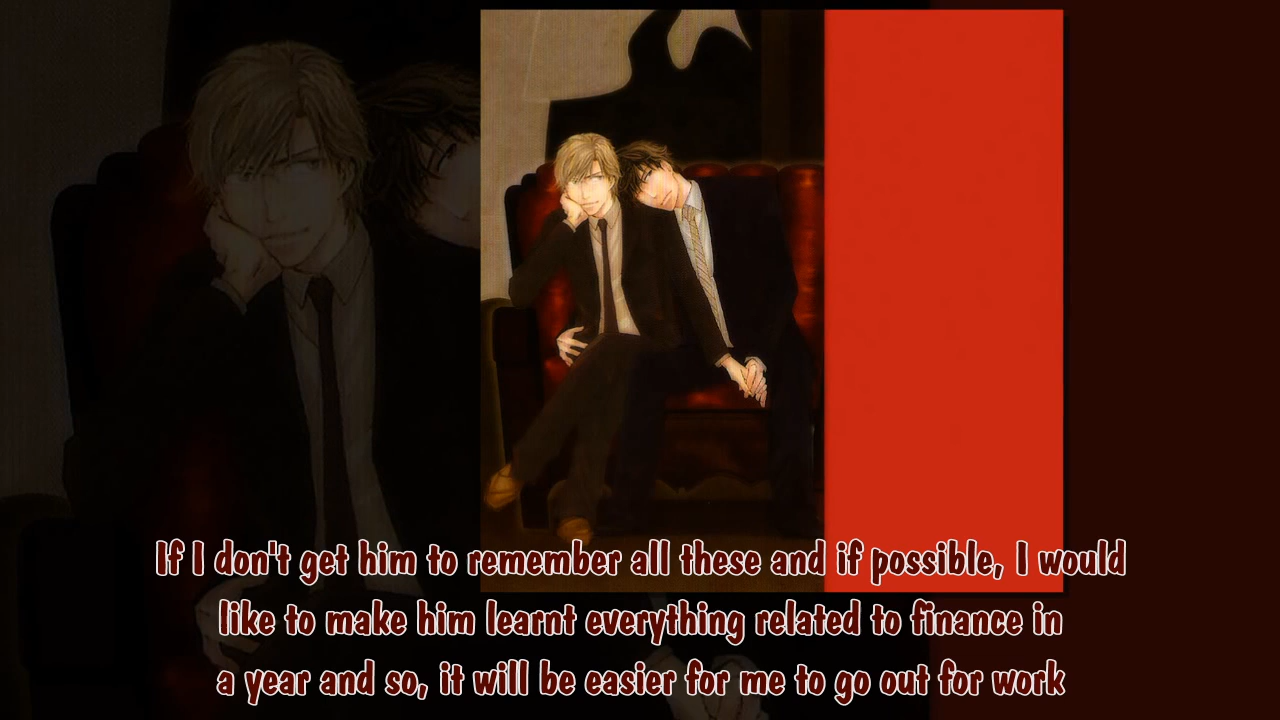 If I don't get him to remember all these and if possible, I would
like to make him learnt everything related to finance in
a year and so, it will be easier for me to go out for work